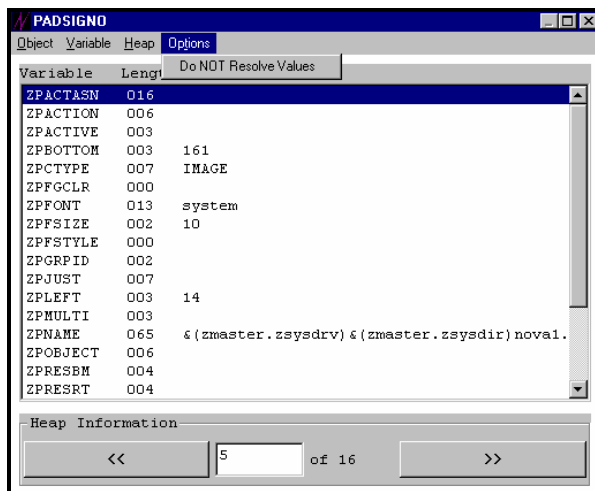 PADSIGNO
Object Variable Heap Options
Do NOT Resolve Values
Variable Lengt
ZPACTASN 016
ZPACTION 006
ZPACTIVE 003
ZPBOTTOM 003 161
ZPCTYPE 007 IMAGE
ZPFGCLR 000
ZPFONT 013 system
ZPFSIZE 002 10
ZPFSTYLE 000
ZPGRPID 002
ZPJUST 007
ZPLEFT 003 14
ZPMULTI 003
ZPNAME 065 &(zmaster.zsysdrv)&(zmaster.zsysdir)nova1.
ZPOBJECT 006
ZPRESBM 004
ZPRESRT 004
Heap Information
<< 5 of 16 >>